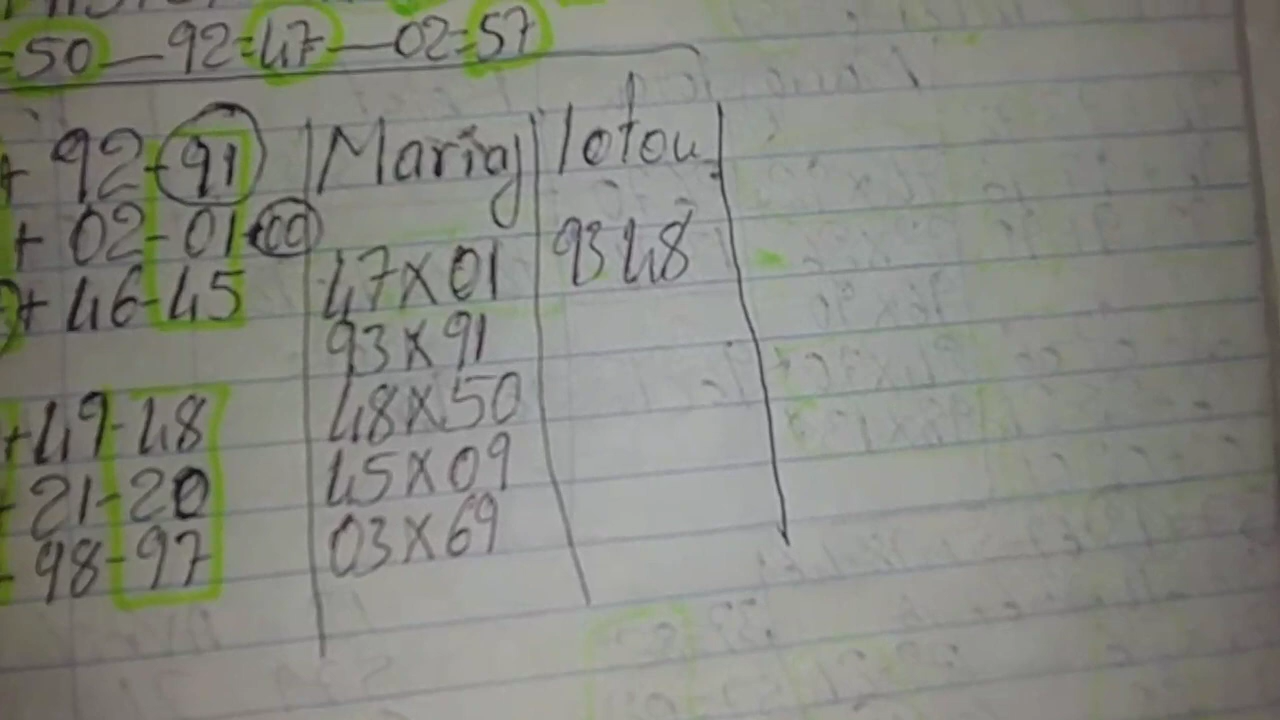 =50—92=47—02=57
+ 92-91 Mariaj lotou
+ 02-01-00
+ 46-45 47x01 9348
93x91
+49-48 48x50
-21-20 45x09
-98-97 03x69